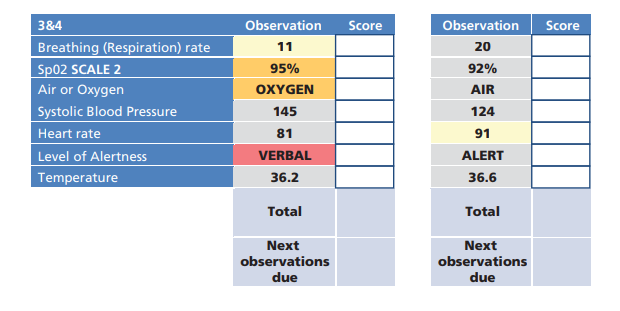 3&4 Observation Score Observation Score
Breathing (Respiration) rate 11 20
Sp02 SCALE 2 95% 92%
Air or Oxygen OXYGEN AIR
Systolic Blood Pressure 145 124
Heart rate 81 91
Level of Alertness VERBAL ALERT
Temperature 36.2 36.6
Total Total
Next Next
observations observations
due due